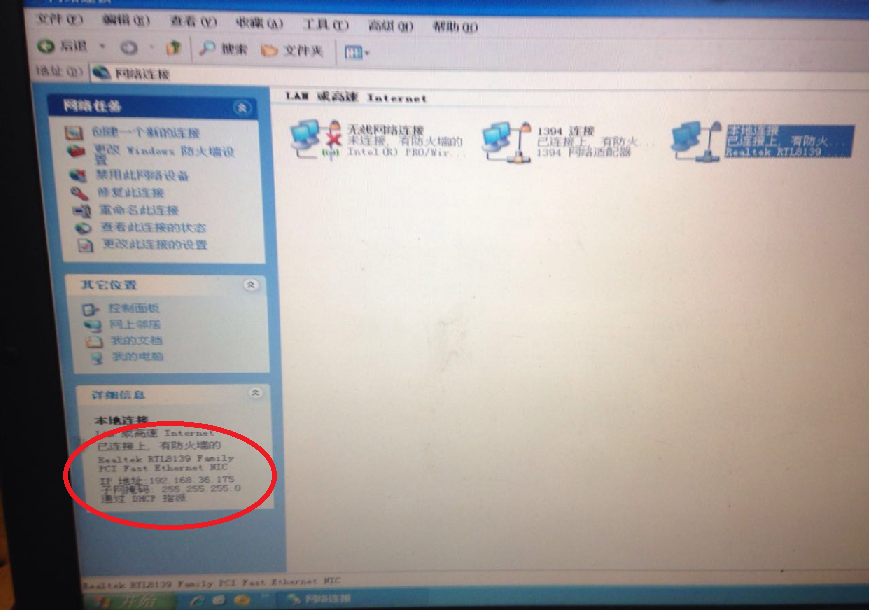 网络连接
文件(F) 编辑(E) 查看(V) 收藏(A) 工具(T) 高级(N) 帮助(H)
后退 搜索 文件夹
地址(D) 网络连接
网络任务
创建一个新的连接
更改 Windows 防火墙设
置
禁用此网络设备
修复此连接
重命名此连接
查看此连接的状态
更改此连接的设置
其它位置
控制面板
网上邻居
我的文档
我的电脑
详细信息
本地连接
LAN 或高速 Internet
已连接上, 有防火墙的
Realtek RTL8139 Family
PCI Fast Ethernet NIC
IP 地址:192.168.36.175
子网掩码: 255.255.255.0
通过 DHCP 指派
LAN 或高速 Internet
无线网络连接
未连接, 有防火墙的
Intel(R) PRO/Wir...
1394 连接
已连接上, 有防火...
1394 网络适配器
本地连接
已连接上, 有防火...
Realtek RTL8139 ...
Realtek RTL8139 Family PCI Fast Ethernet NIC
开始 网络连接